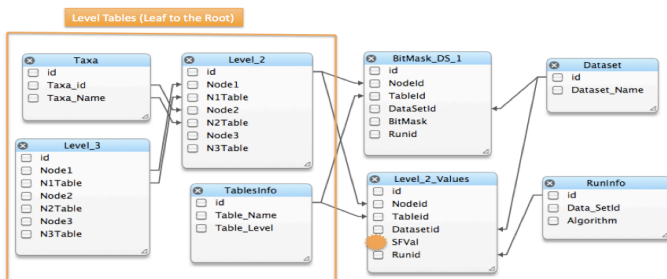 Level Tables (Leaf to the Root)
Taxa
id
Taxa_id
Taxa_Name
Level_3
id
Node1
N1Table
Node2
N2Table
Node3
N3Table
Level_2
id
Node1
N1Table
Node2
N2Table
Node3
N3Table
TablesInfo
id
Table_Name
Table_Level
BitMask_DS_1
id
NodeId
TableId
DataSetId
BitMask
Runid
Level_2_Values
id
Nodeid
Tableid
Datasetid
SFVal
Runid
Dataset
id
Dataset_Name
RunInfo
id
Data_SetId
Algorithm